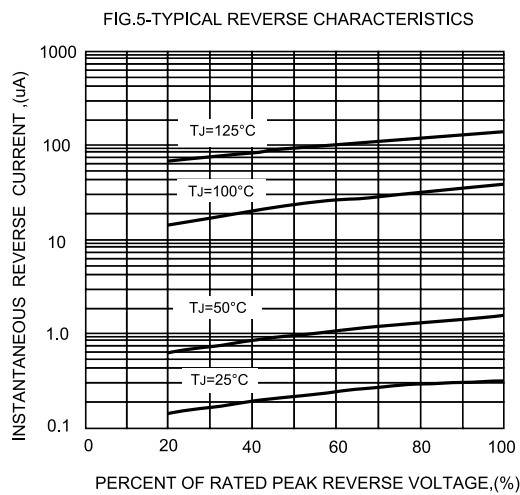 FIG.5-TYPICAL REVERSE CHARACTERISTICS
INSTANTANEOUS REVERSE CURRENT ,(uA)
1000
100
10
1.0
0.1
TJ=125°C
TJ=100°C
TJ=50°C
TJ=25°C
0 20 40 60 80 100
PERCENT OF RATED PEAK REVERSE VOLTAGE,(%)